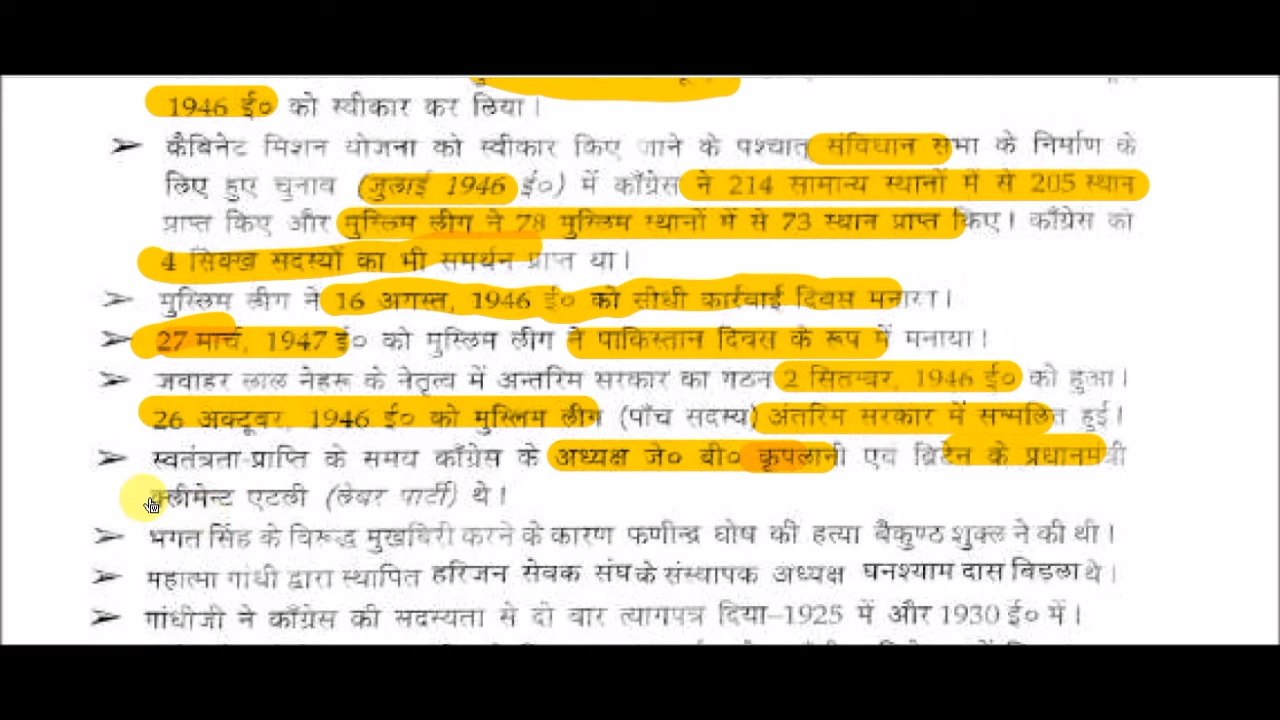 1946 ई० को स्वीकार कर लिया।
➢ कैबिनेट मिशन योजना को स्वीकार किए जाने के पश्चात् संविधान सभा के निर्माण के
लिए हुए चुनाव (जुलाई 1946 ई०) में काँग्रेस ने 214 सामान्य स्थानों में से 205 स्थान
प्राप्त किए और मुस्लिम लीग ने 78 मुस्लिम स्थानों में से 73 स्थान प्राप्त किए। काँग्रेस को
4 सिक्ख सदस्यों का भी समर्थन प्राप्त था।
➢ मुस्लिम लीग ने 16 अगस्त, 1946 ई० को सीधी कार्रवाई दिवस मनाया।
➢ 27 मार्च, 1947 ई० को मुस्लिम लीग ने पाकिस्तान दिवस के रूप में मनाया।
➢ जवाहर लाल नेहरू के नेतृत्व में अन्तरिम सरकार का गठन 2 सितम्बर, 1946 ई० को हुआ।
26 अक्टूबर, 1946 ई० को मुस्लिम लीग (पाँच सदस्य) अंतरिम सरकार में सम्मलित हुई।
➢ स्वतंत्रता-प्राप्ति के समय काँग्रेस के अध्यक्ष जे० बी० कृपलानी एवं ब्रिटेन के प्रधानमंत्री
क्लीमेन्ट एटली (लेबर पार्टी) थे।
➢ भगत सिंह के विरूद्ध मुखबिरी करने के कारण फणीन्द्र घोष की हत्या बैकुण्ठ शुक्ल ने की थी।
➢ महात्मा गांधी द्वारा स्थापित हरिजन सेवक संघ के संस्थापक अध्यक्ष घनश्याम दास बिडला थे।
➢ गांधीजी ने काँग्रेस की सदस्यता से दो बार त्यागपत्र दिया–1925 में और 1930 ई० में।